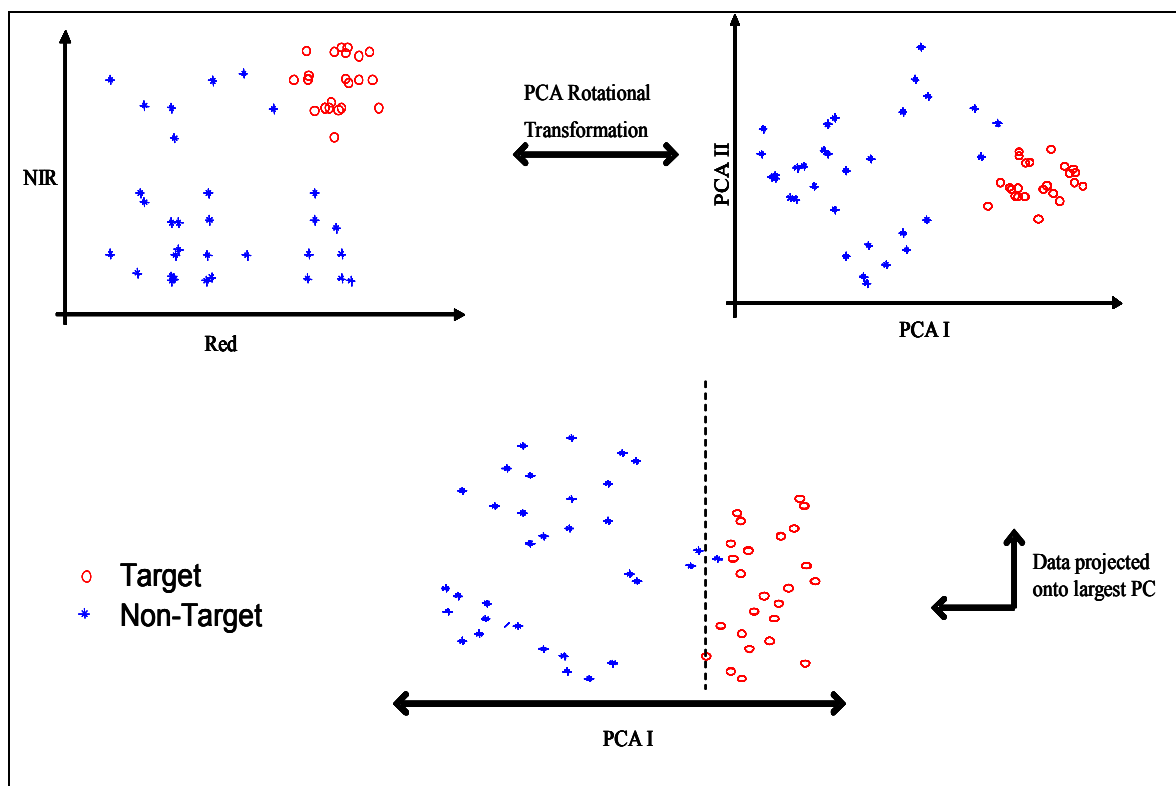 NIR
Red
PCA Rotational
Transformation
PCA II
PCA I
Target
Non-Target
Data projected
onto largest PC
PCA I